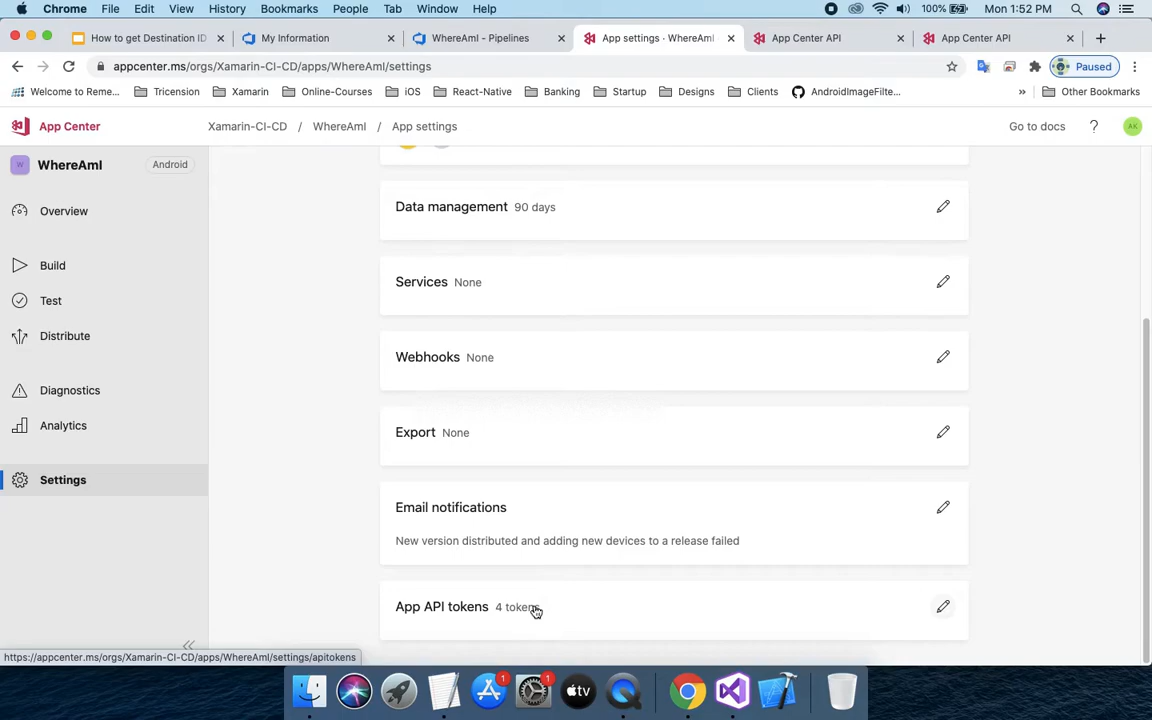 Chrome File Edit View History Bookmarks People Tab Window Help 100% Mon 1:52 PM
How to get Destination ID
My Information
WhereAmI - Pipelines
App settings · WhereAmI
App Center API
App Center API
appcenter.ms/orgs/Xamarin-CI-CD/apps/WhereAmI/settings
Paused
Welcome to Reme... Tricension Xamarin Online-Courses iOS React-Native Banking Startup Designs Clients AndroidImageFilte... » Other Bookmarks
App Center
Xamarin-CI-CD / WhereAmI / App settings
Go to docs ? AK
W WhereAmI Android
Overview
Build
Test
Distribute
Diagnostics
Analytics
Settings
Data management 90 days
Services None
Webhooks None
Export None
Email notifications
New version distributed and adding new devices to a release failed
App API tokens 4 tokens
https://appcenter.ms/orgs/Xamarin-CI-CD/apps/WhereAmI/settings/apitokens
1 1 tv